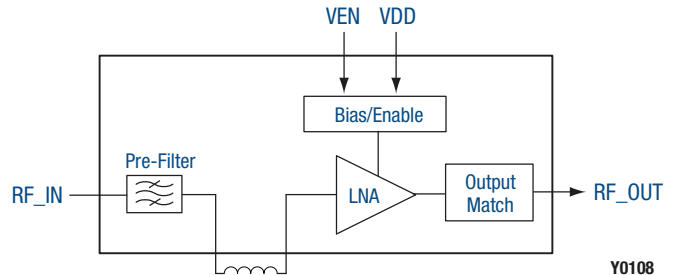 VEN VDD
Bias/Enable
Pre-Filter
RF_IN
LNA
Output
Match
RF_OUT
Y0108